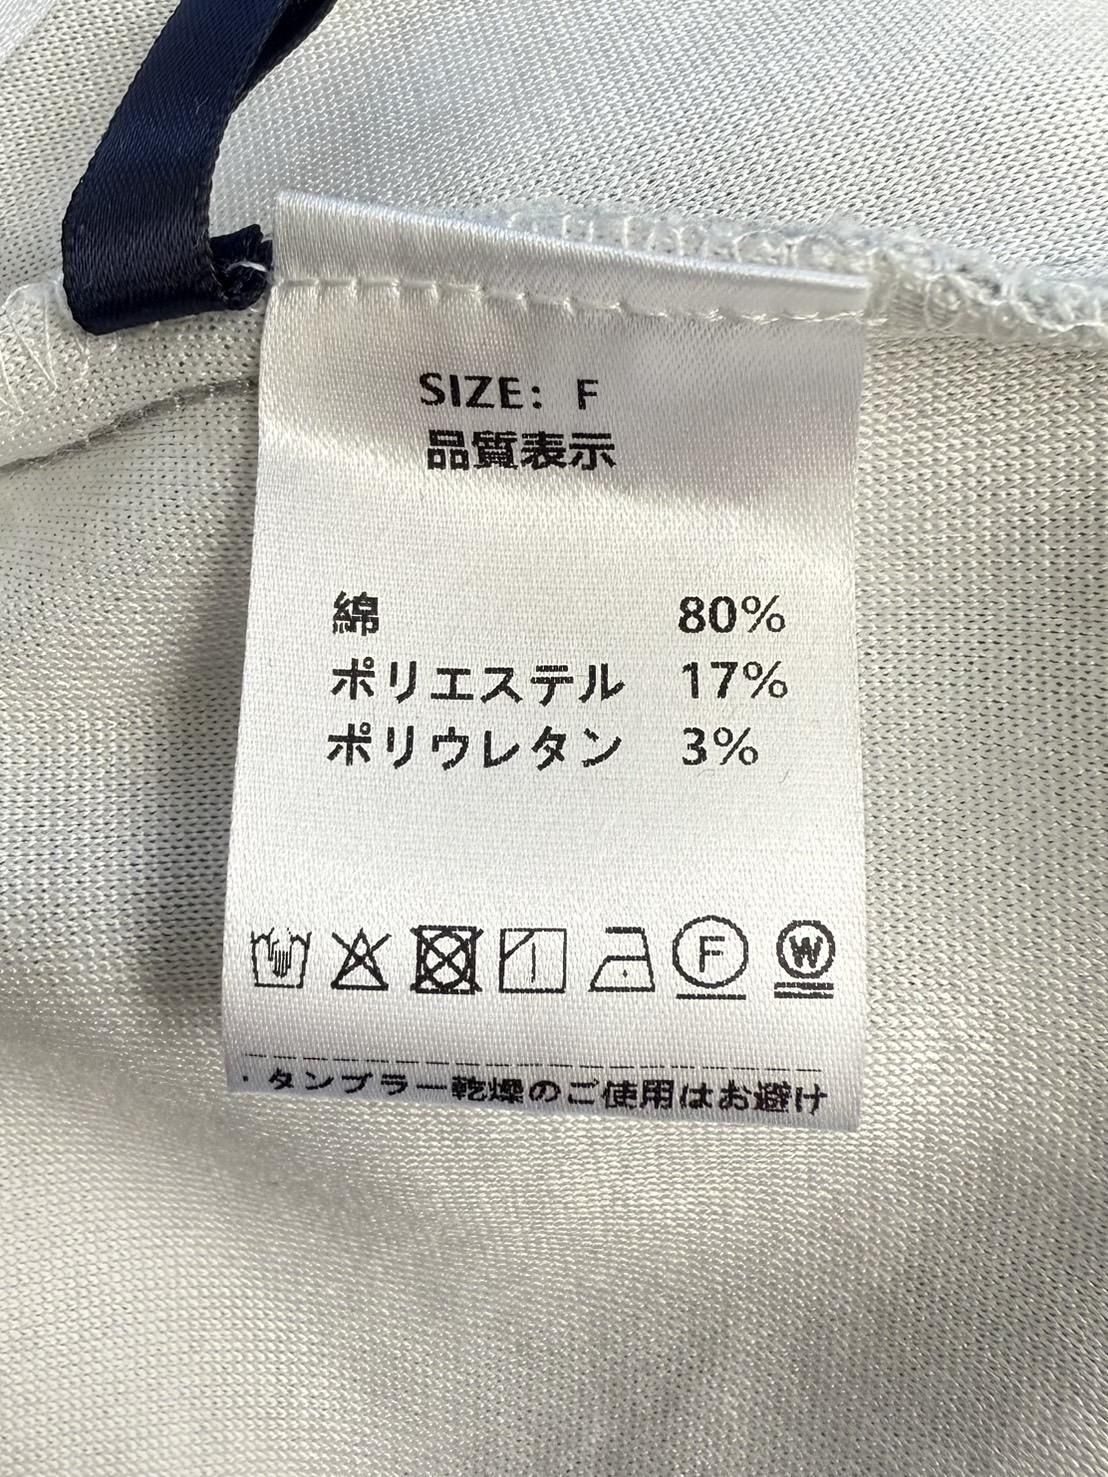 SIZE: F
品質表示
綿 80%
ポリエステル 17%
ポリウレタン 3%
F W
・タンブラー乾燥のご使用はお避け